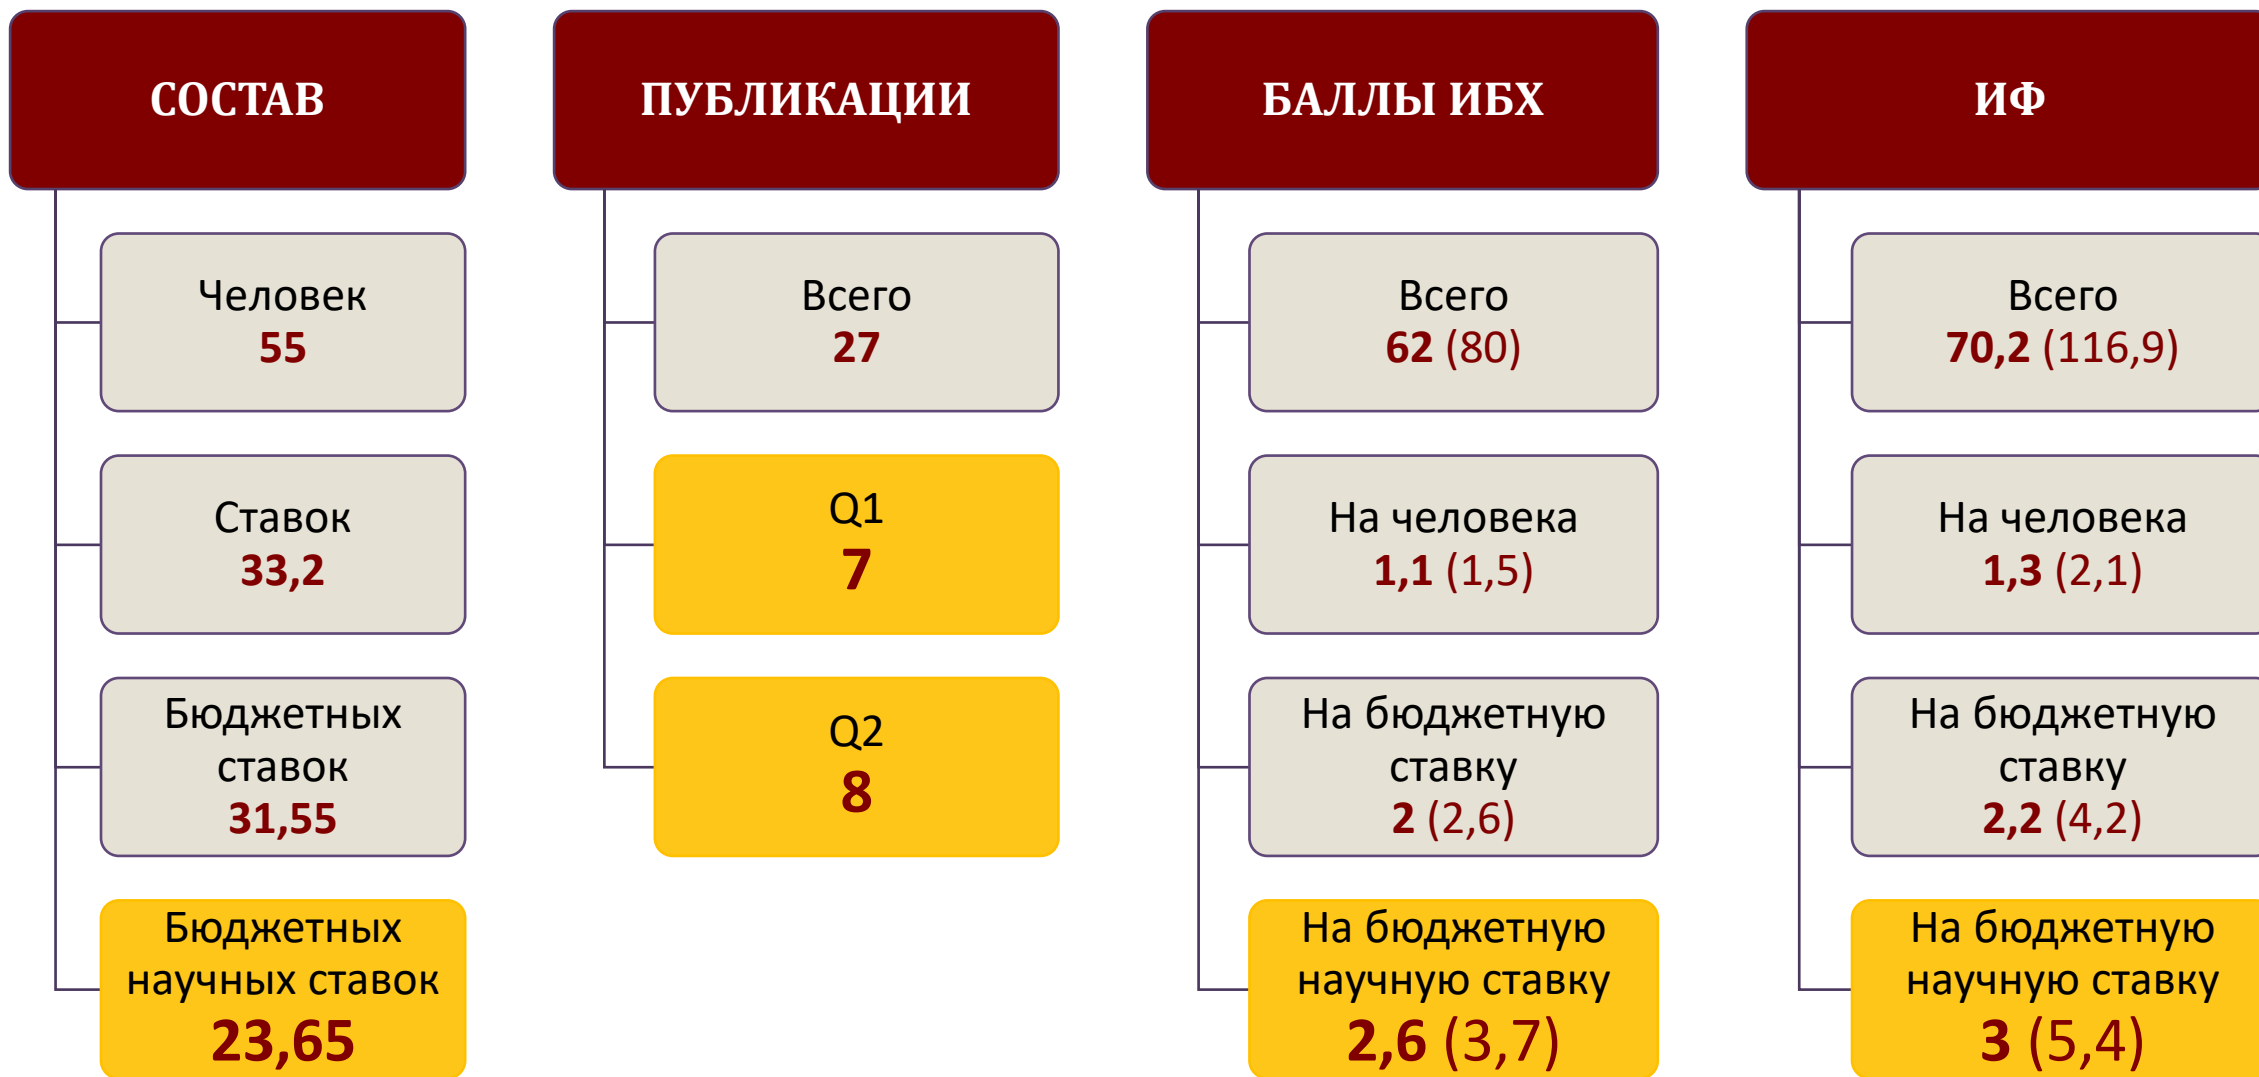 СОСТАВ
Человек
55
Ставок
33,2
Бюджетных
ставок
31,55
Бюджетных
научных ставок
23,65
ПУБЛИКАЦИИ
Всего
27
Q1
7
Q2
8
БАЛЛЫ ИБХ
Всего
62 (80)
На человека
1,1 (1,5)
На бюджетную
ставку
2 (2,6)
На бюджетную
научную ставку
2,6 (3,7)
ИФ
Всего
70,2 (116,9)
На человека
1,3 (2,1)
На бюджетную
ставку
2,2 (4,2)
На бюджетную
научную ставку
3 (5,4)